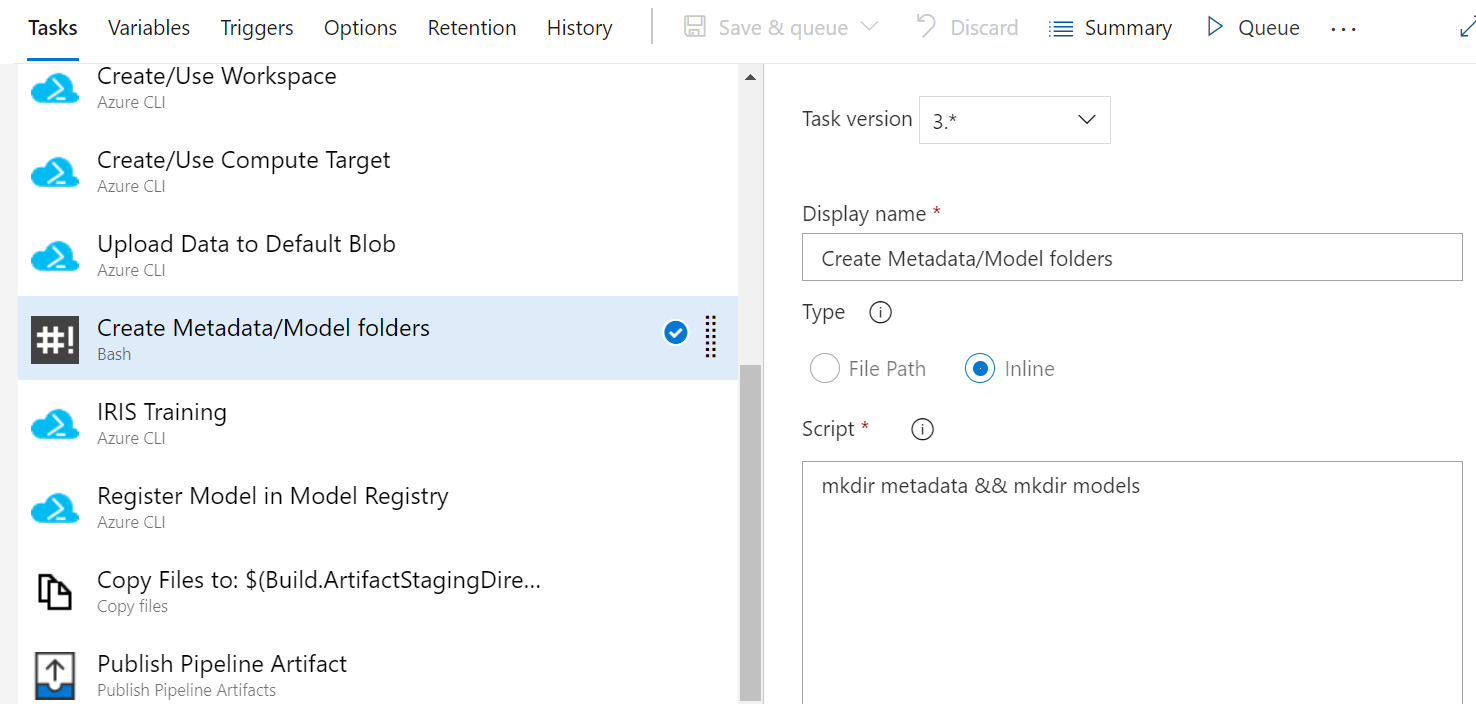 Tasks Variables Triggers Options Retention History Save & queue Discard Summary Queue ...
Create/Use Workspace
Azure CLI
Create/Use Compute Target
Azure CLI
Upload Data to Default Blob
Azure CLI
#! Create Metadata/Model folders
Bash
IRIS Training
Azure CLI
Register Model in Model Registry
Azure CLI
Copy Files to: $(Build.ArtifactStagingDire...
Copy files
Publish Pipeline Artifact
Publish Pipeline Artifacts
Task version 3.*
Display name *
Create Metadata/Model folders
Type
File Path Inline
Script *
mkdir metadata && mkdir models